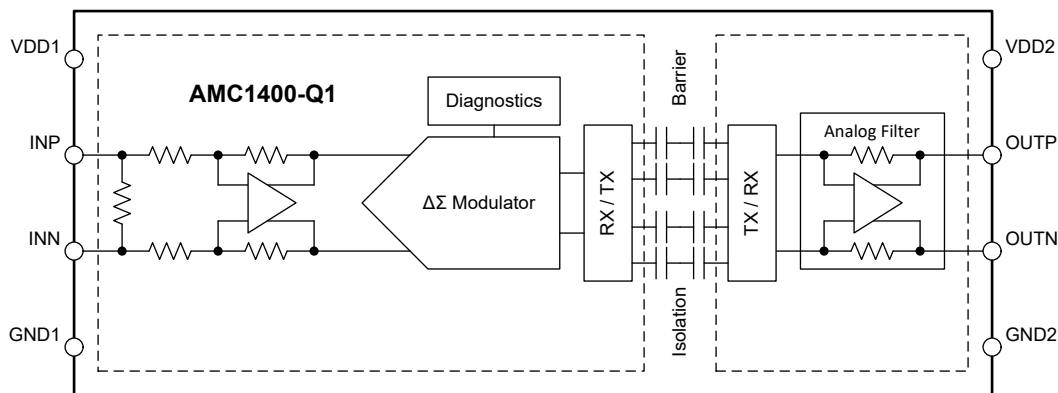 VDD1
VDD2
AMC1400-Q1
Diagnostics
Barrier
Analog Filter
INP
OUTP
ΔΣ Modulator
RX / TX
TX / RX
INN
OUTN
Isolation
GND1
GND2